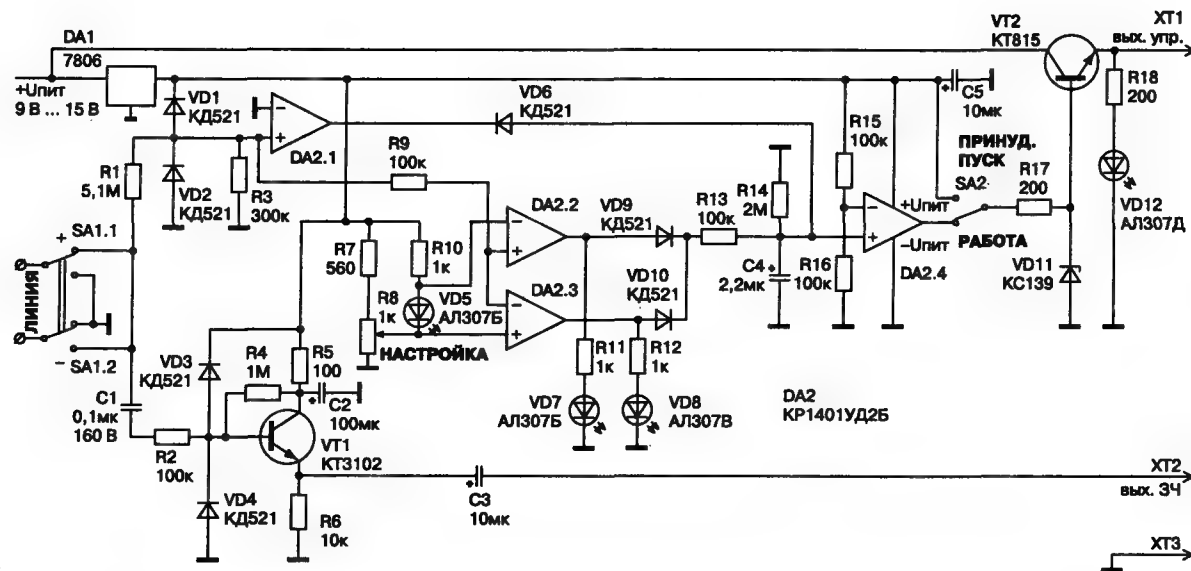 DA1
7806
+Uпит
9 В ... 15 В
VD1
КД521
VD2
КД521
R1
5,1М
R3
300к
DA2.1
VD6
КД521
R9
100к
VT2
КТ815
XT1
вых. упр.
R18
200
VD12
АЛ307Д
C5
10мк
R15
100к
ПРИНУД.
ПУСК
SA2
R17
200
+Uпит
РАБОТА
−Uпит
DA2.4
VD11
КС139
R16
100к
R14
2М
R13
100к
C4
2,2мк
DA2.2
VD9
КД521
VD10
КД521
DA2.3
R7
560
R10
1к
R8
1к
VD5
АЛ307Б
НАСТРОЙКА
R11
1к
R12
1к
VD7
АЛ307Б
VD8
АЛ307В
DA2
КР1401УД2Б
SA1.1
+
ЛИНИЯ
−
SA1.2
C1
0,1мк
160 В
R2
100к
VD3
КД521
R4
1М
R5
100
C2
100мк
VT1
КТ3102
VD4
КД521
R6
10к
C3
10мк
XT2
вых. ЗЧ
XT3